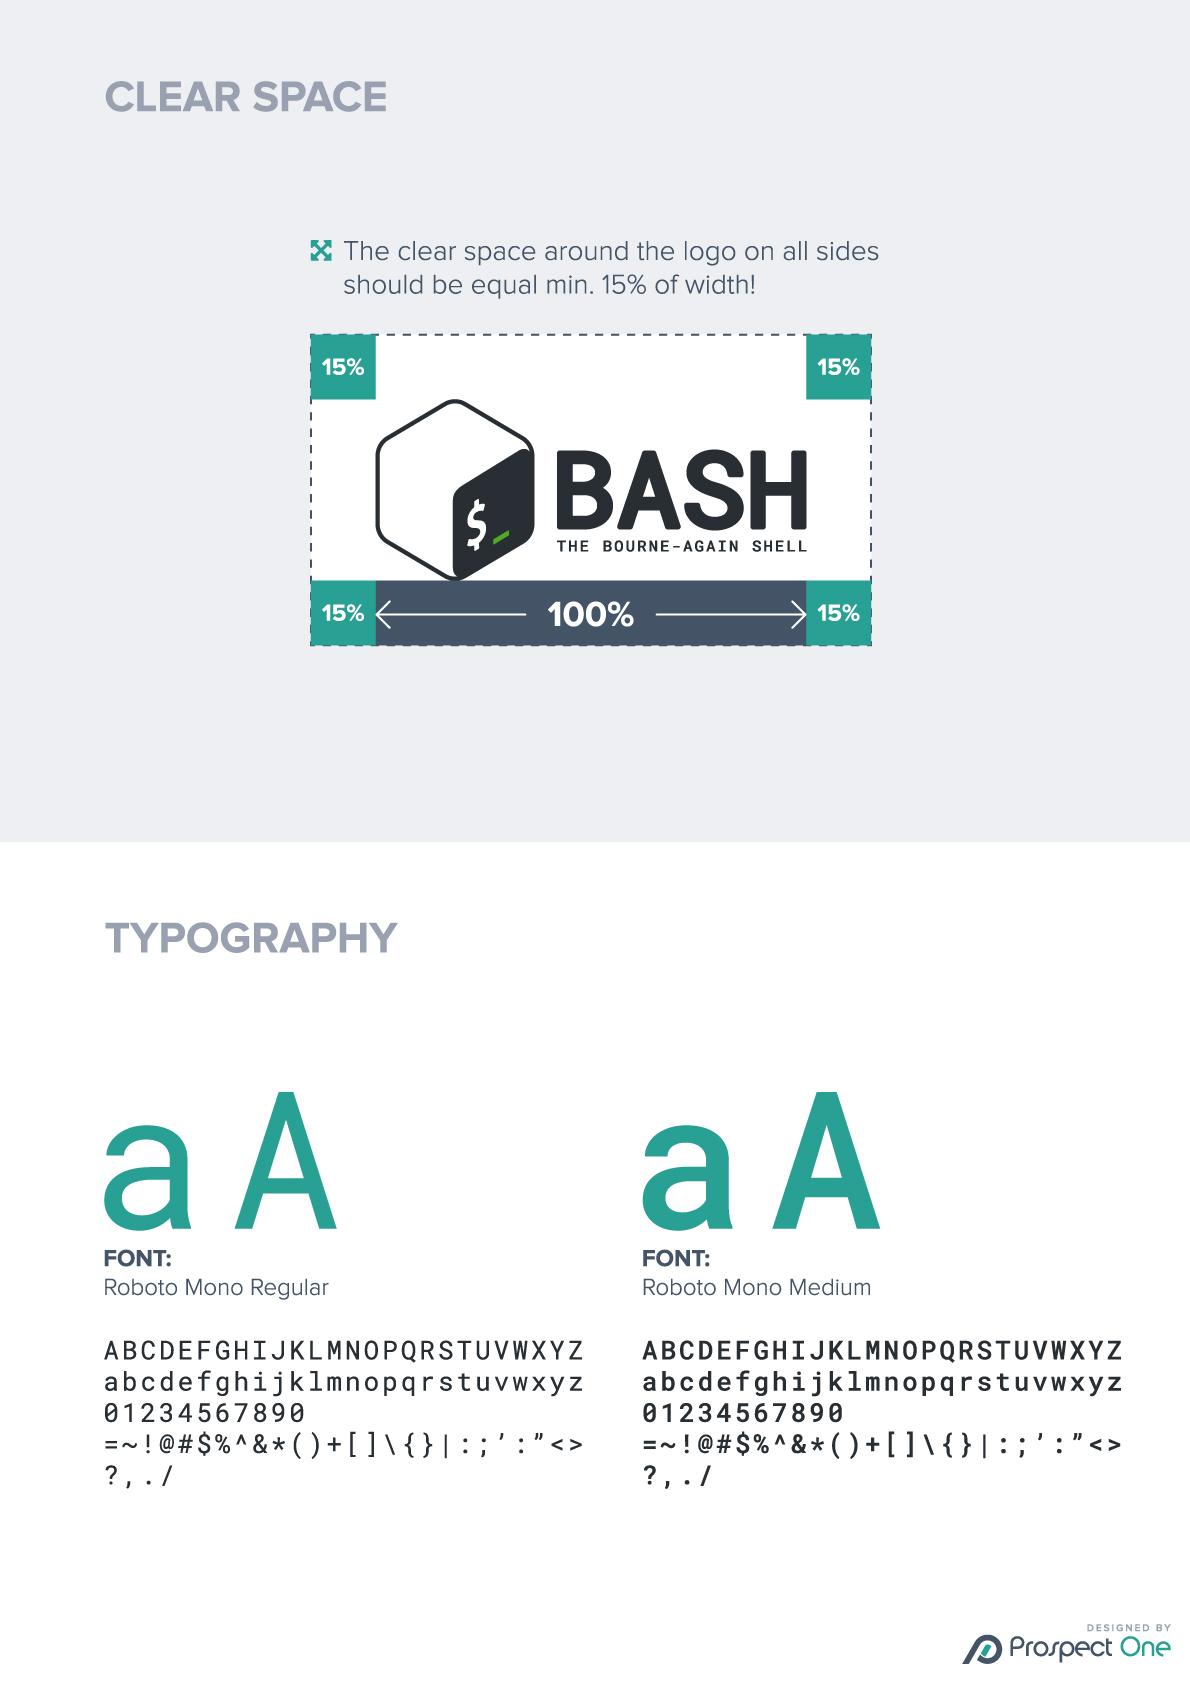 CLEAR SPACE
The clear space around the logo on all sides
should be equal min. 15% of width!
15%
15%
$_
BASH
THE BOURNE-AGAIN SHELL
15%
100%
15%
TYPOGRAPHY
a A
FONT:
Roboto Mono Regular
ABCDEFGHIJKLMNOPQRSTUVWXYZ
abcdefghijklmnopqrstuvwxyz
01234567890
=~!@#$%^&*()+[]\{}|:;’:”<>
?,./
a A
FONT:
Roboto Mono Medium
ABCDEFGHIJKLMNOPQRSTUVWXYZ
abcdefghijklmnopqrstuvwxyz
01234567890
=~!@#$%^&*()+[]\{}|:;’:”<>
?,./
DESIGNED BY
Prospect One